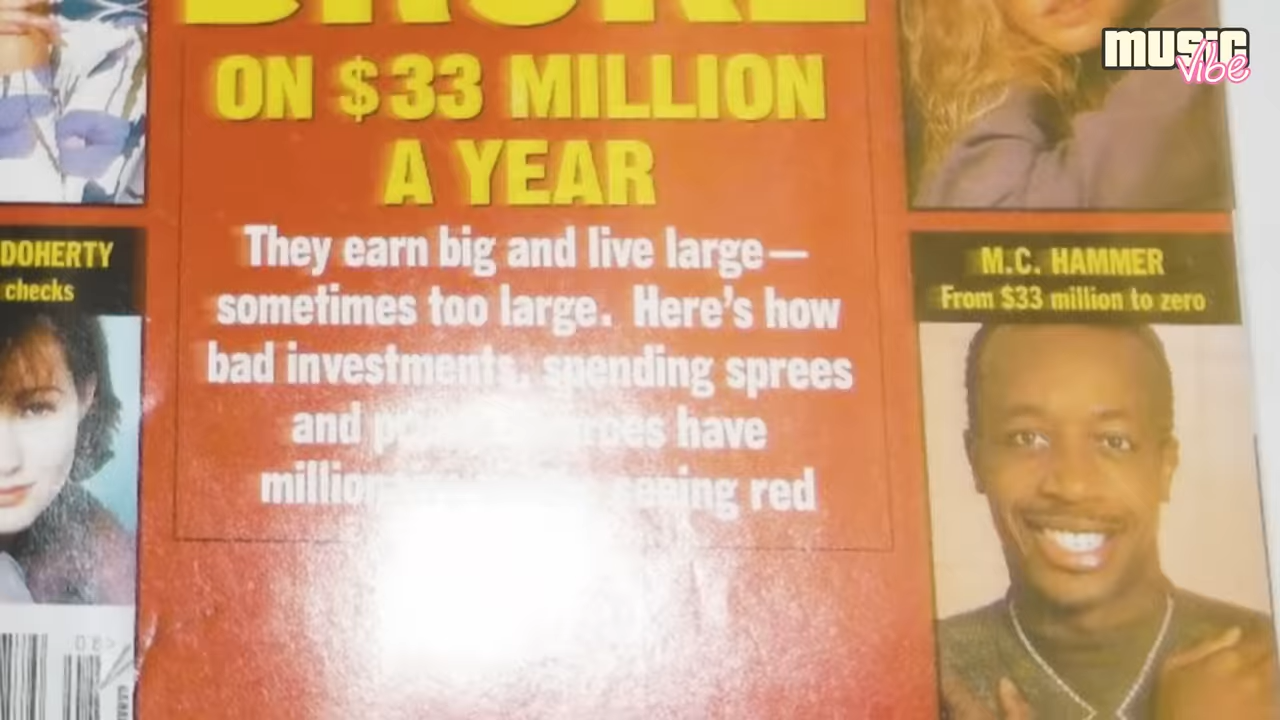 music
vibe
ON $33 MILLION
A YEAR
They earn big and live large—
sometimes too large. Here's how
bad investments, spending sprees
and have
seeing red
DOHERTY
checks
M.C. HAMMER
From $33 million to zero